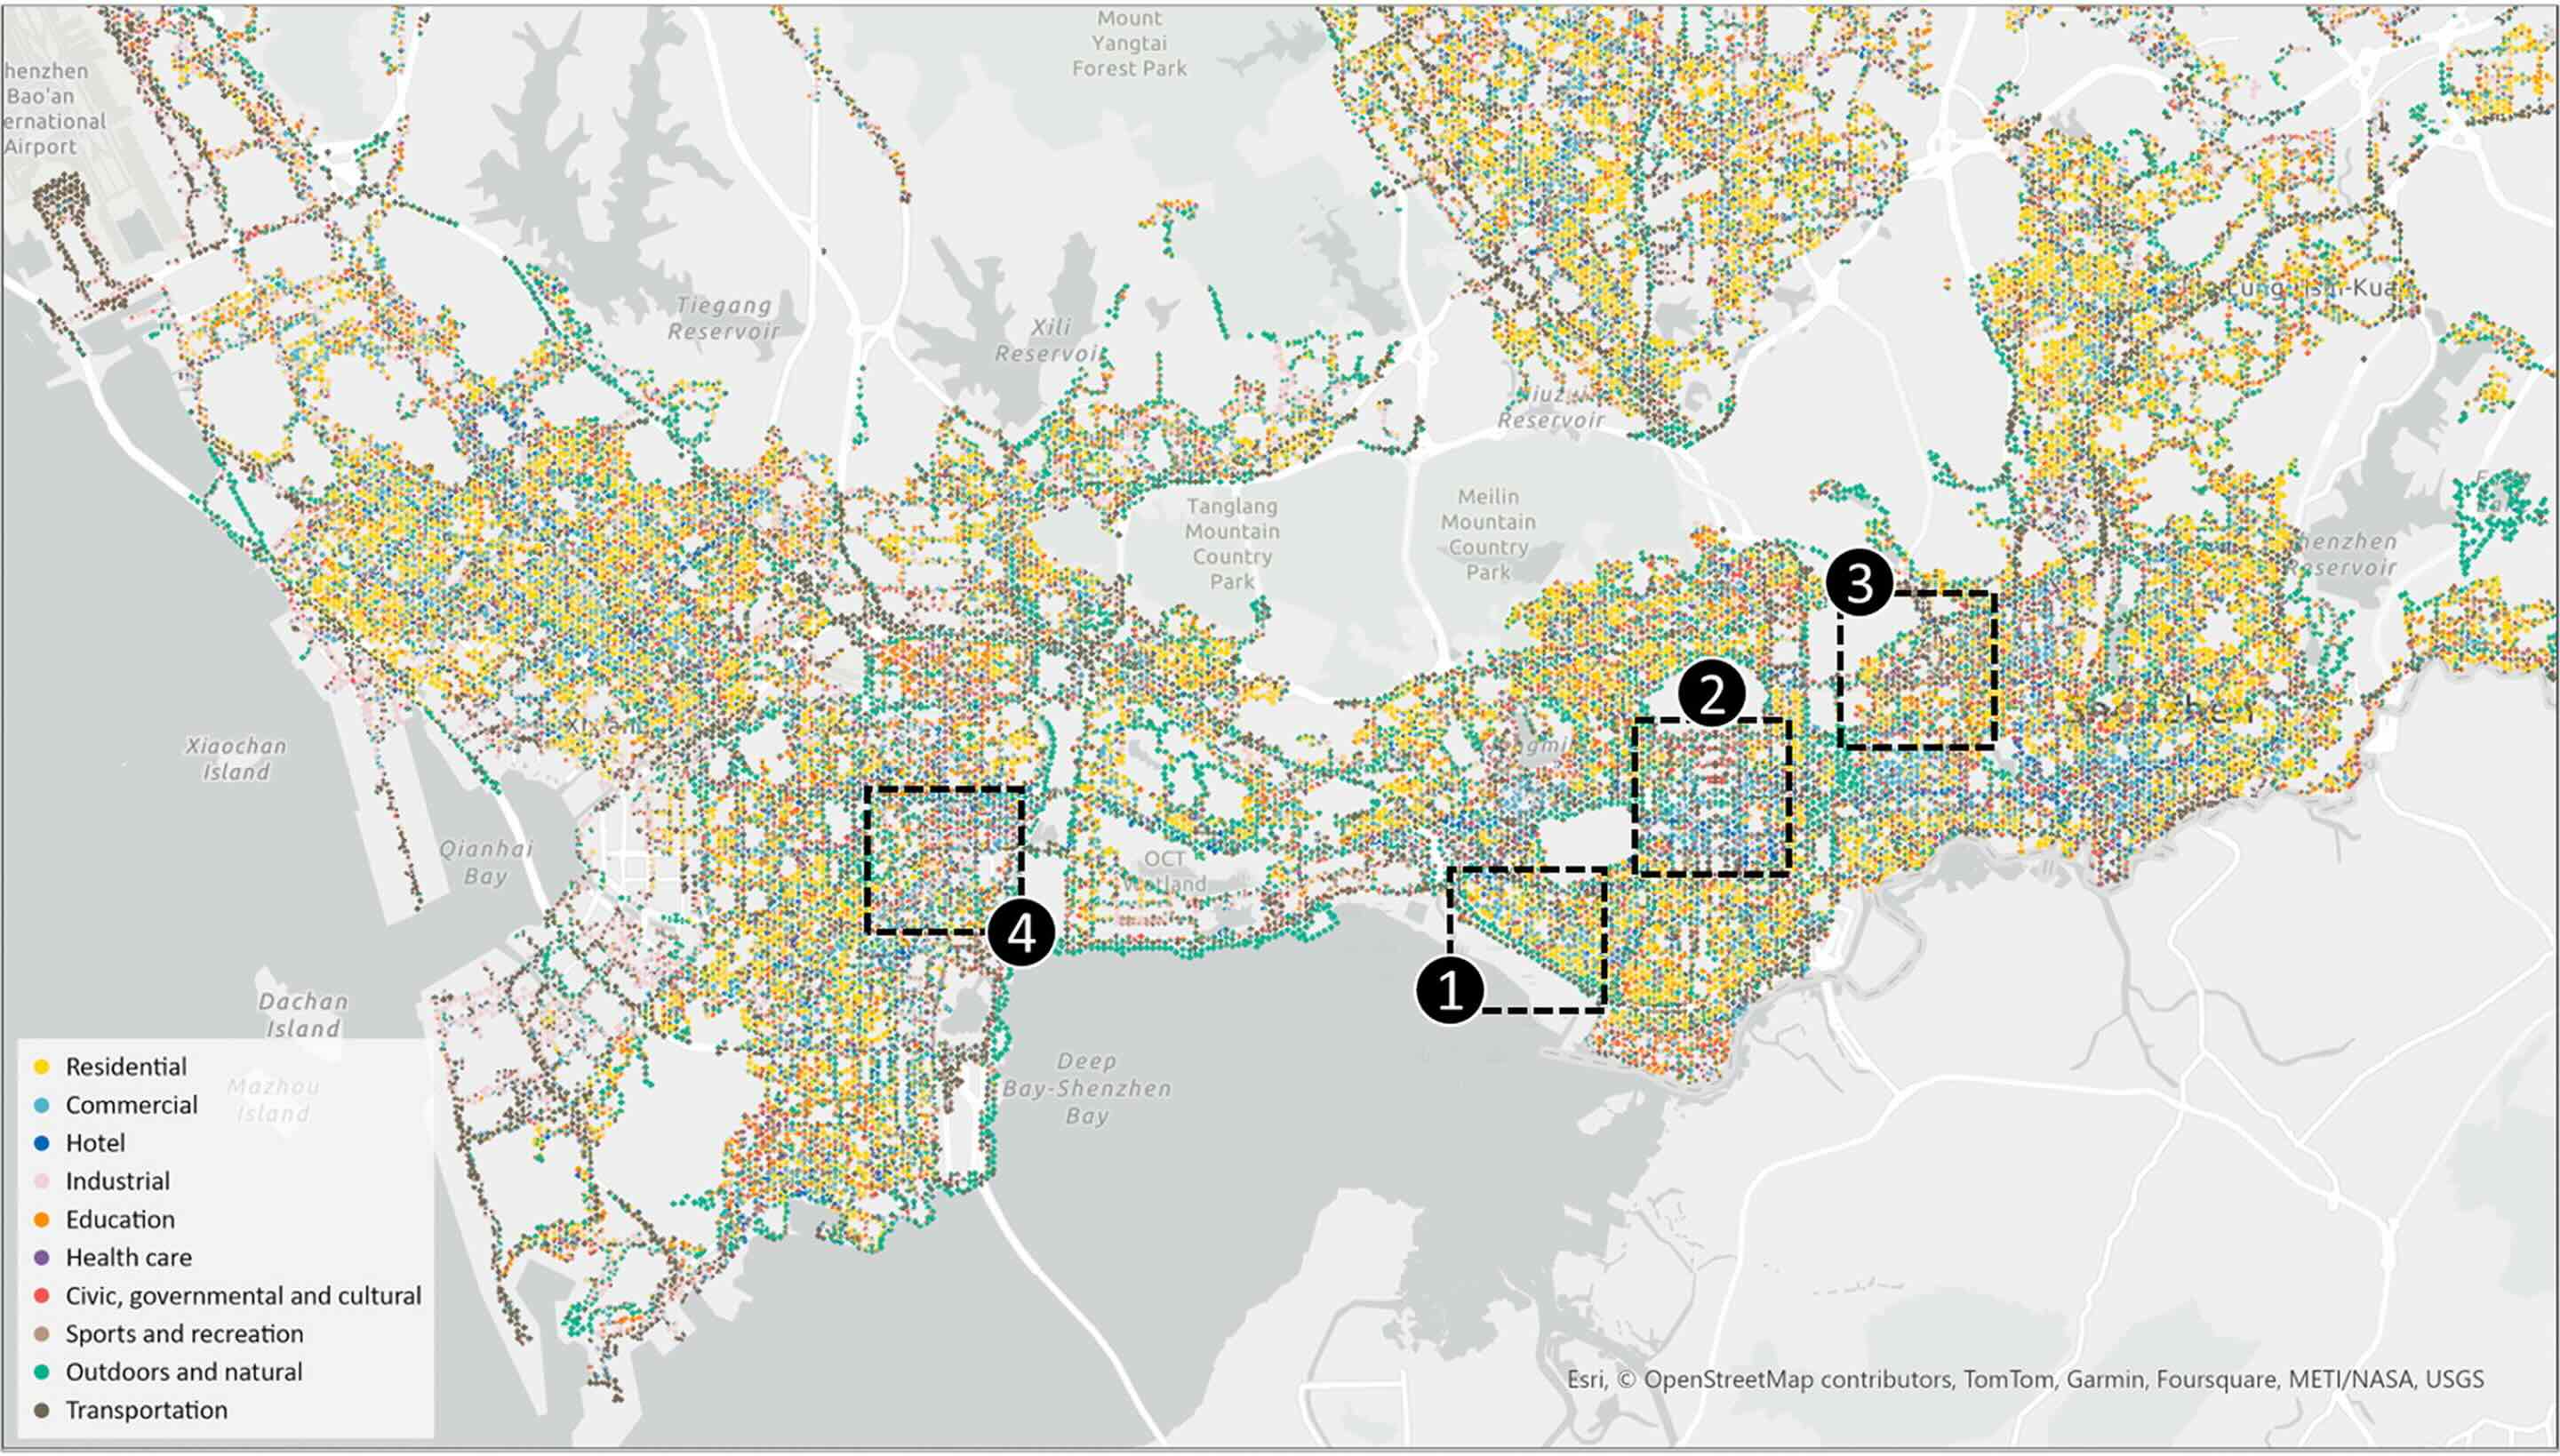 Mount
Yangtai
Forest Park
henzhen
Bao'an
ernational
Airport
Tiegang
Reservoir
Xili
Reservoir
Reservoir
Tanglang
Mountain
Country
Park
Meilin
Mountain
Country
Park
henzhen
Reservoir
3
2
Xiaochan
Island
Qianhai
Bay
OCT
Wetland
4
1
Dachan
Island
Mazhou
Island
Deep
Bay-Shenzhen
Bay
Residential
Commercial
Hotel
Industrial
Education
Health care
Civic, governmental and cultural
Sports and recreation
Outdoors and natural
Transportation
Esri, © OpenStreetMap contributors, TomTom, Garmin, Foursquare, METI/NASA, USGS